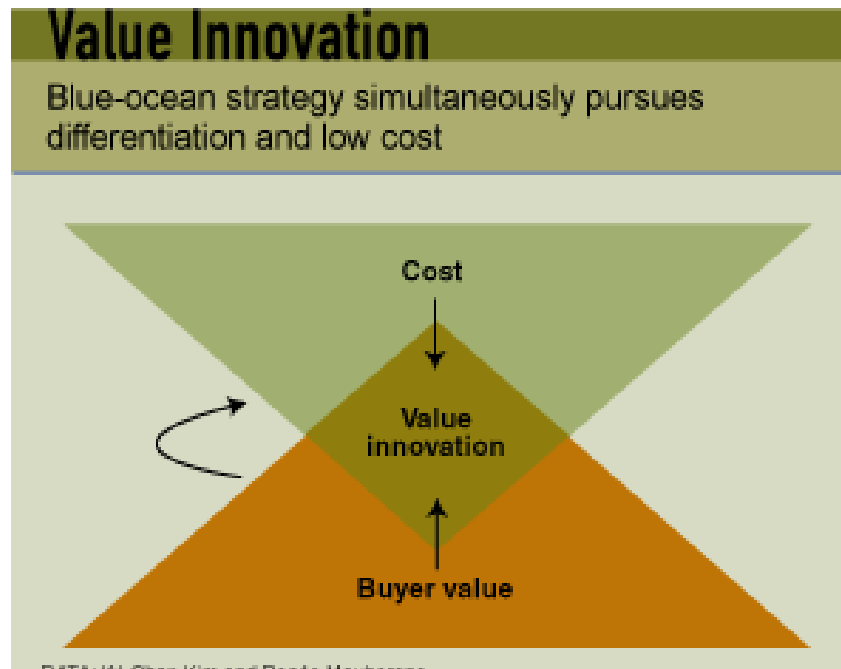 Value Innovation
Blue-ocean strategy simultaneously pursues
differentiation and low cost
Cost
Value
innovation
Buyer value